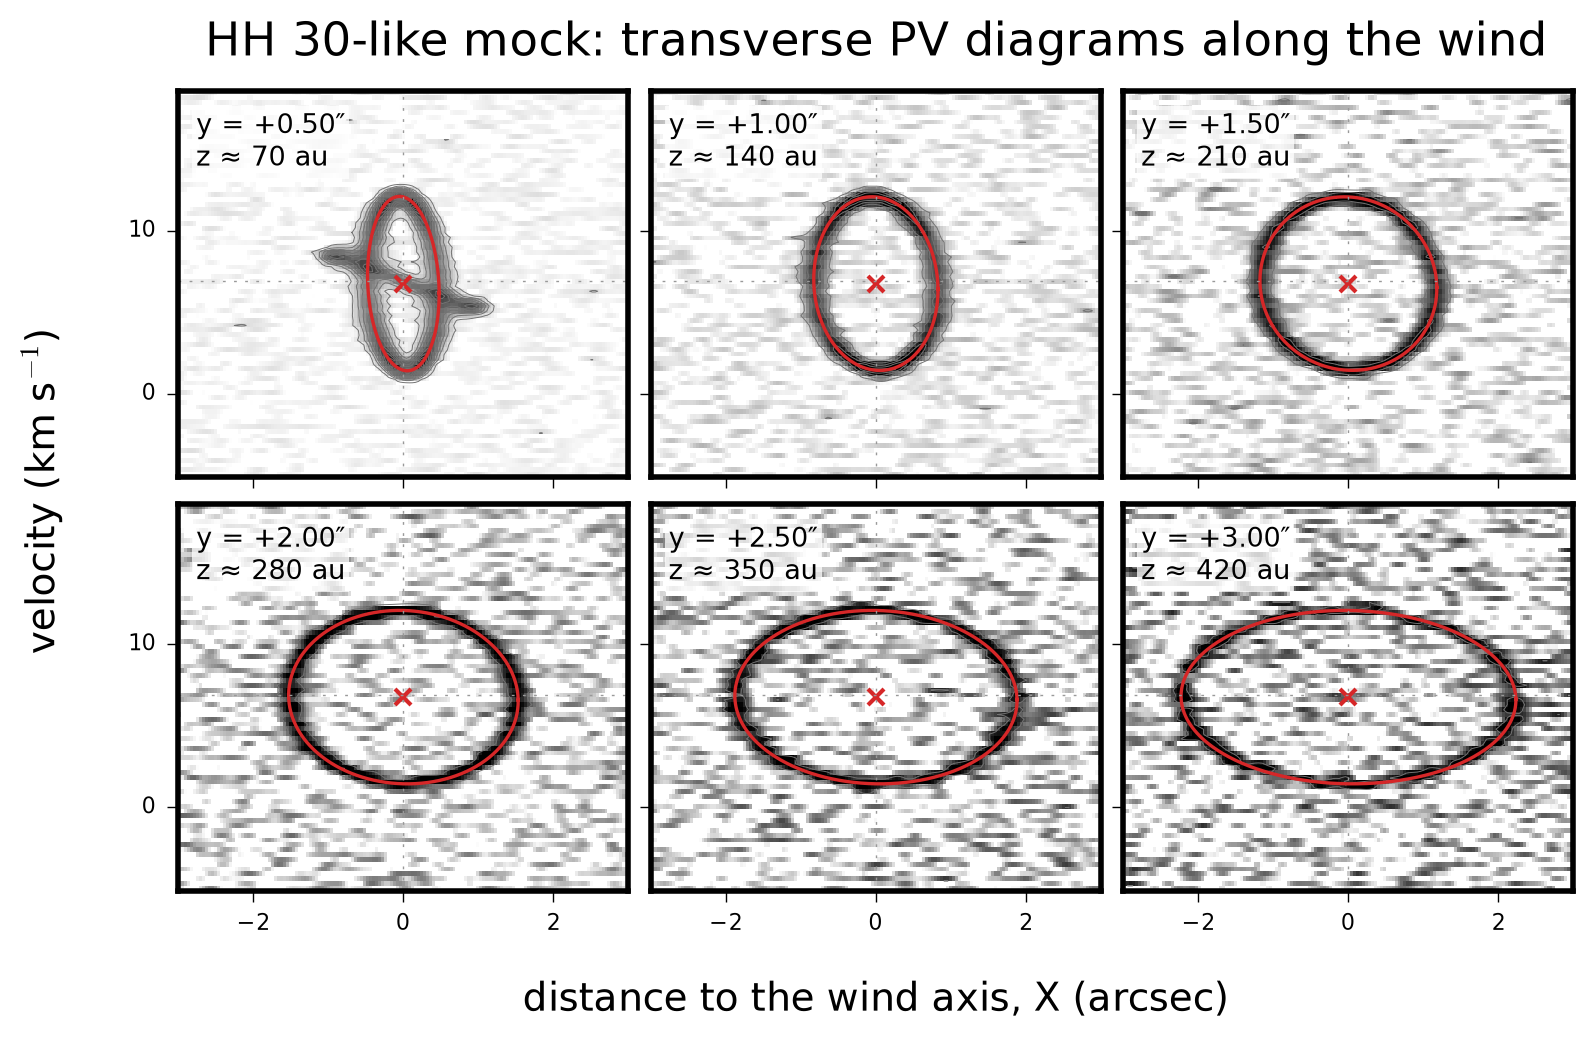 HH 30-like mock: transverse PV diagrams along the wind
y = +0.50″
z ≈ 70 au
y = +1.00″
z ≈ 140 au
y = +1.50″
z ≈ 210 au
10
0
y = +2.00″
z ≈ 280 au
y = +2.50″
z ≈ 350 au
y = +3.00″
z ≈ 420 au
10
0
velocity (km s⁻¹)
−2 0 2 −2 0 2 −2 0 2
distance to the wind axis, X (arcsec)